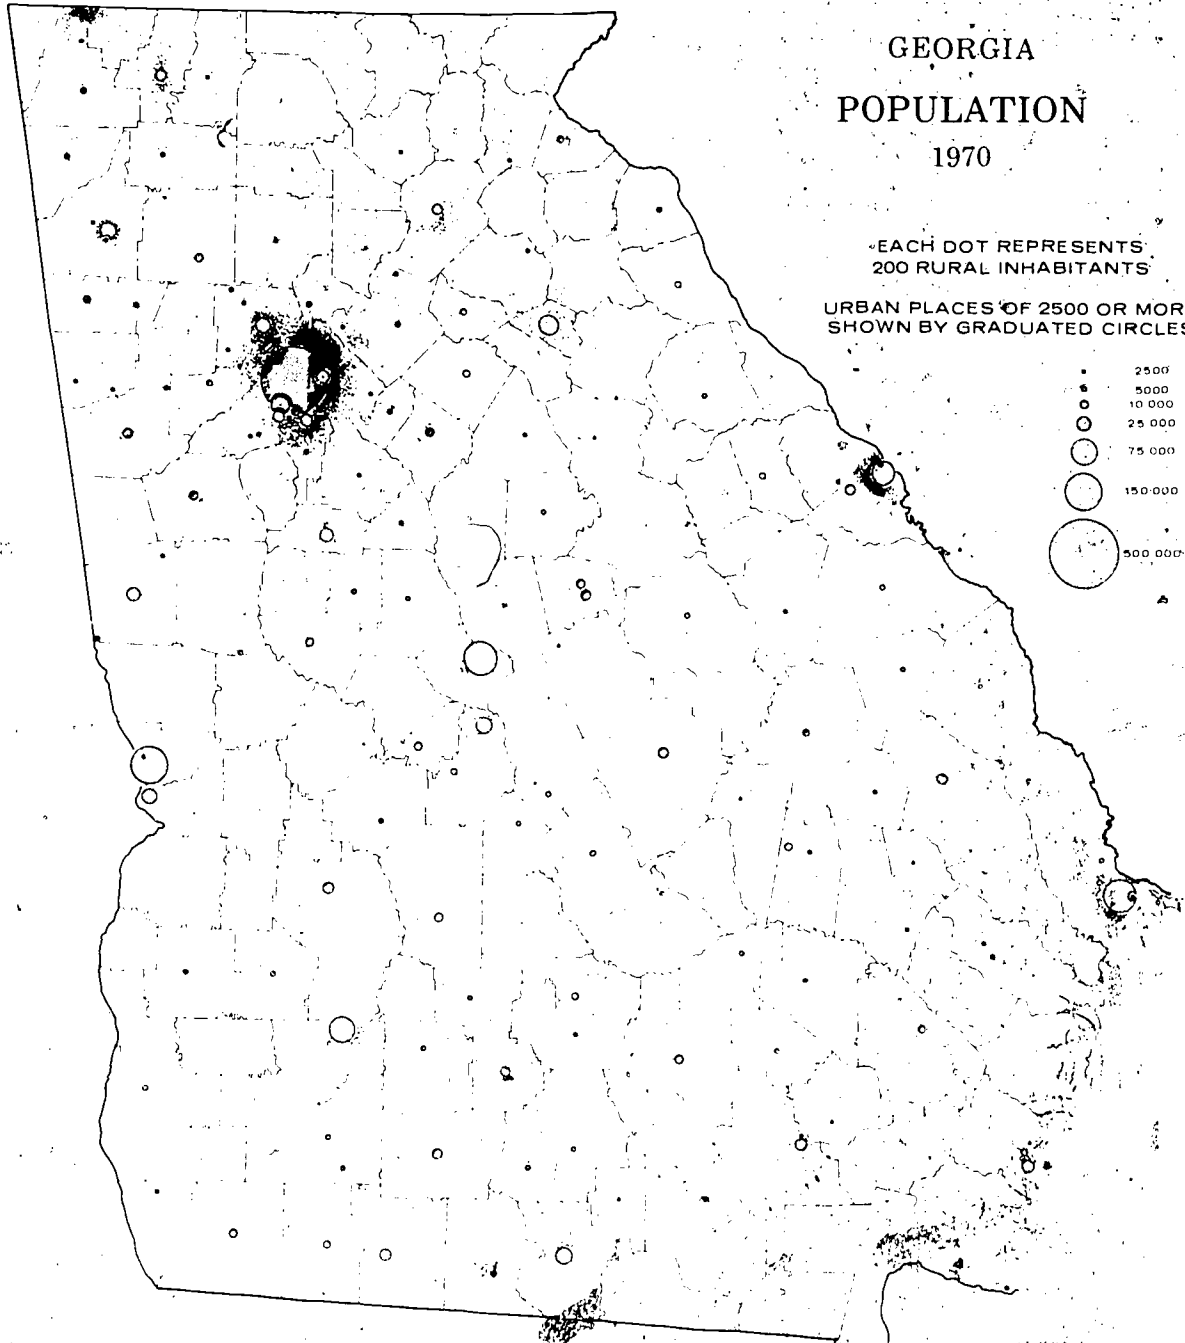 GEORGIA
POPULATION
1970
EACH DOT REPRESENTS
200 RURAL INHABITANTS
URBAN PLACES OF 2500 OR MOR
SHOWN BY GRADUATED CIRCLES
2500
5000
10 000
25 000
75 000
150 000
500 000